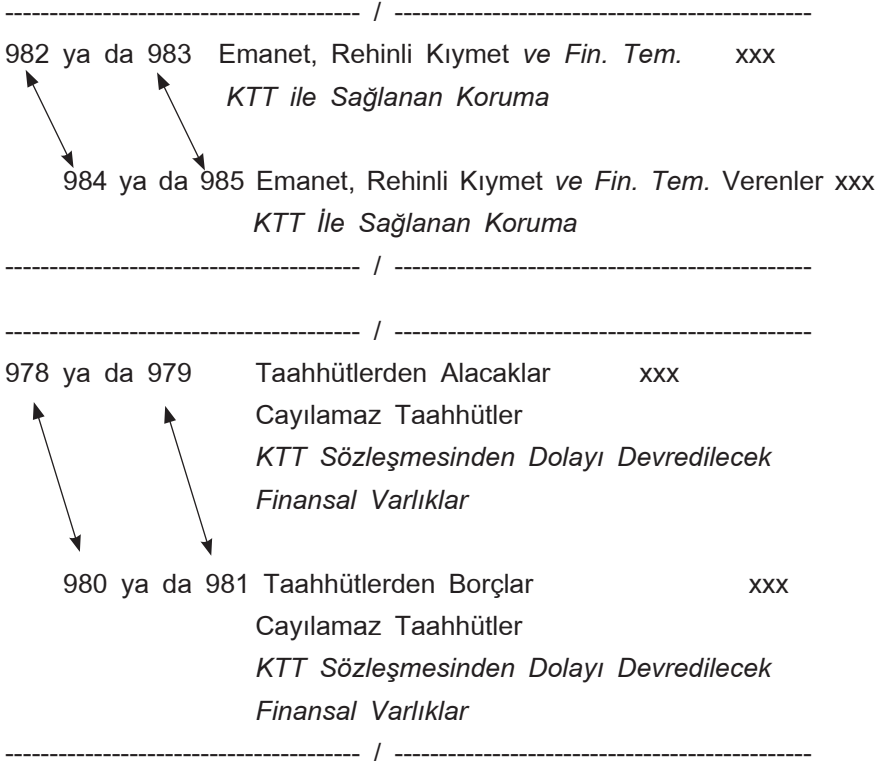 ---------------------------------------- / -----------------------------------------------
982 ya da 983 Emanet, Rehinli Kıymet ve Fin. Tem. xxx
KTT ile Sağlanan Koruma
984 ya da 985 Emanet, Rehinli Kıymet ve Fin. Tem. Verenler xxx
KTT İle Sağlanan Koruma
---------------------------------------- / -----------------------------------------------
---------------------------------------- / -----------------------------------------------
978 ya da 979 Taahhütlerden Alacaklar xxx
Cayılamaz Taahhütler
KTT Sözleşmesinden Dolayı Devredilecek
Finansal Varlıklar
980 ya da 981 Taahhütlerden Borçlar xxx
Cayılamaz Taahhütler
KTT Sözleşmesinden Dolayı Devredilecek
Finansal Varlıklar
---------------------------------------- / -----------------------------------------------